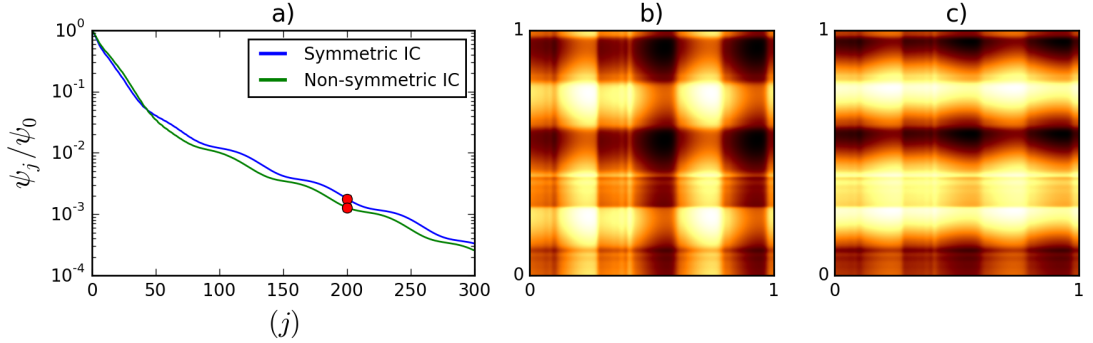 a)
ψ_j/ψ_0
10^0
10^-1
10^-2
10^-3
10^-4
Symmetric IC
Non-symmetric IC
0 50 100 150 200 250 300
(j)
b)
1
0
0 1
c)
1
0
0 1